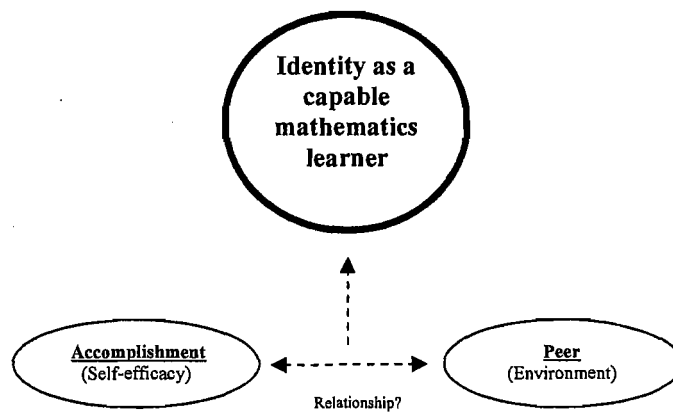 Identity as a
capable
mathematics
learner
Accomplishment
(Self-efficacy)
Peer
(Environment)
Relationship?